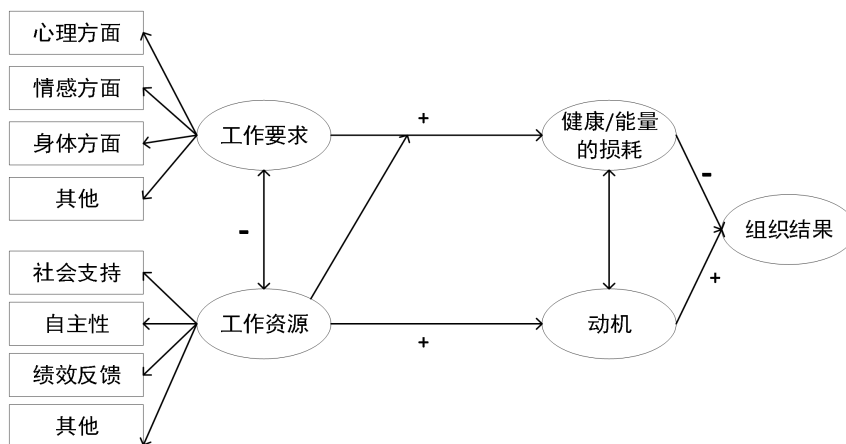 心理方面
情感方面
身体方面
其他
工作要求
+
健康/能量
的损耗
-
-
组织结果
社会支持
自主性
绩效反馈
其他
工作资源
+
动机
+